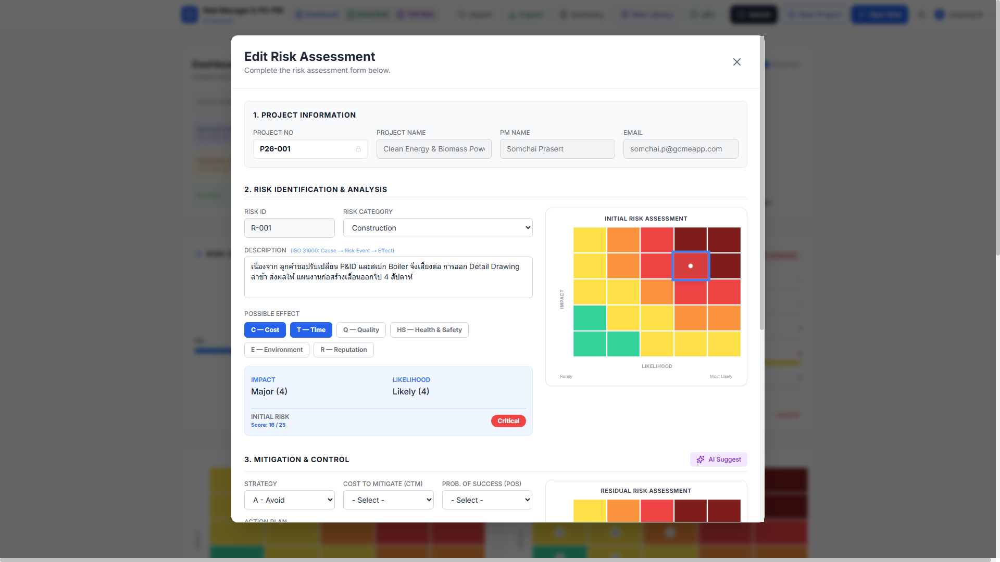 Edit Risk Assessment
Complete the risk assessment form below.
1. PROJECT INFORMATION
PROJECT NO
PROJECT NAME
PM NAME
EMAIL
P26-001
Clean Energy & Biomass Pow
Somchai Prasert
somchai.p@gcmeapp.com
2. RISK IDENTIFICATION & ANALYSIS
RISK ID
RISK CATEGORY
R-001
Construction
DESCRIPTION (ISO 31000: Cause → Risk Event → Effect)
เนื่องจาก ลูกค้าขอปรับเปลี่ยน P&ID และสเปก Boiler จึงเสี่ยงต่อ การออก Detail Drawing
ล่าช้า ส่งผลให้ แผนงานก่อสร้างเลื่อนออกไป 4 สัปดาห์
POSSIBLE EFFECT
C — Cost
T — Time
Q — Quality
HS — Health & Safety
E — Environment
R — Reputation
IMPACT
LIKELIHOOD
Major (4)
Likely (4)
INITIAL RISK
Score: 16 / 25
Critical
INITIAL RISK ASSESSMENT
IMPACT
LIKELIHOOD
Rarely
Most Likely
3. MITIGATION & CONTROL
AI Suggest
STRATEGY
COST TO MITIGATE (CTM)
PROB. OF SUCCESS (POS)
A - Avoid
- Select -
- Select -
ACTION PLAN
RESIDUAL RISK ASSESSMENT